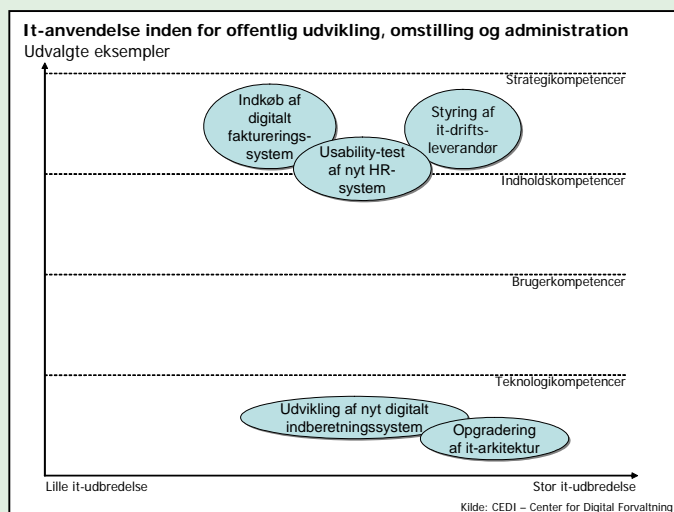 It-anvendelse inden for offentlig udvikling, omstilling og administration
Udvalgte eksempler
Strategikompetencer
Indkøb af
digitalt
fakturerings-
system
Styring af
it-drifts-
leverandør
Usability-test
af nyt HR-
system
Indholdskompetencer
Brugerkompetencer
Teknologikompetencer
Udvikling af nyt digitalt
indberetningssystem
Opgradering
af it-arkitektur
Lille it-udbredelse
Stor it-udbredelse
Kilde: CEDI – Center for Digital Forvaltning